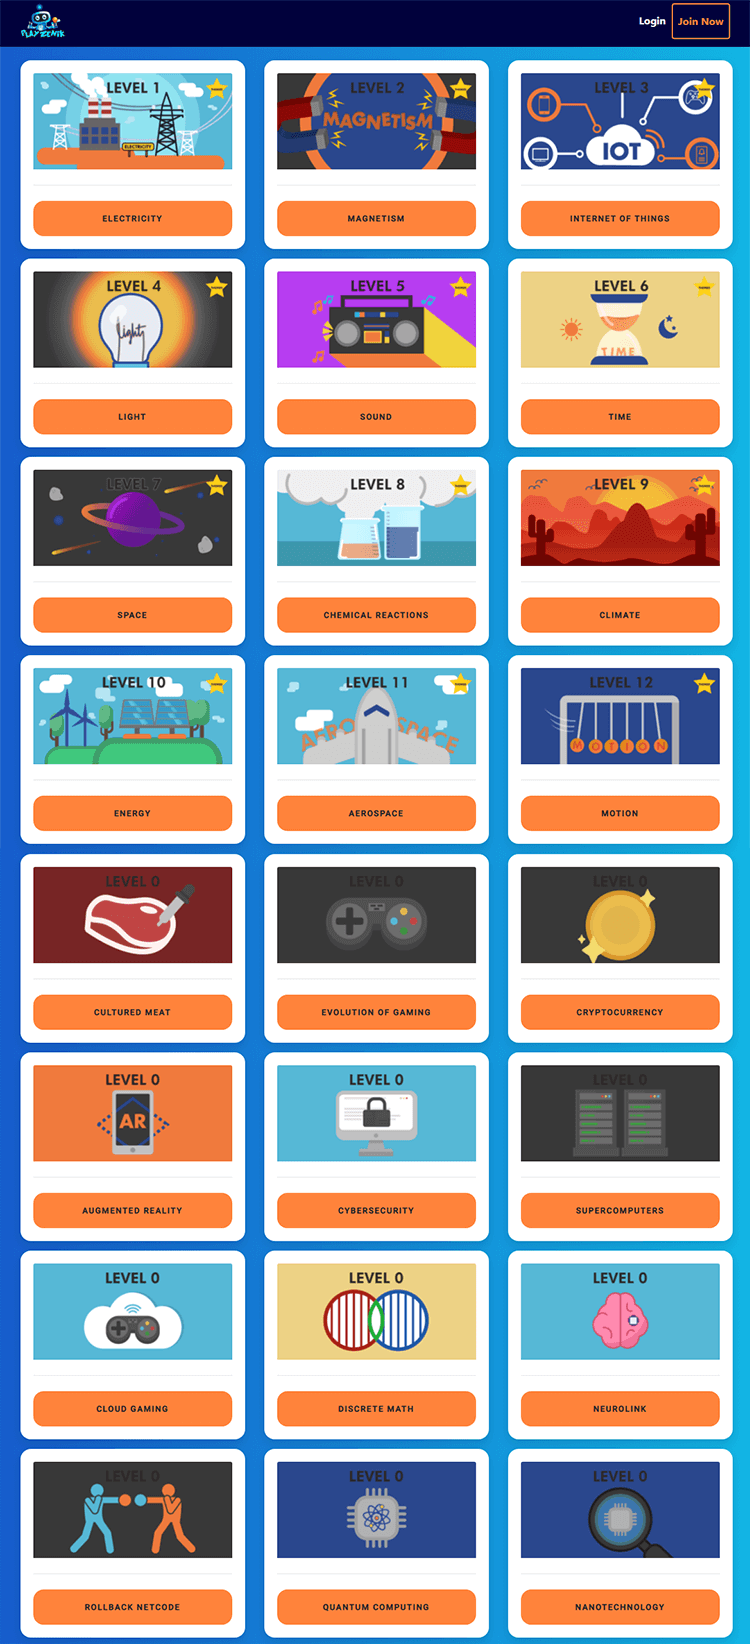 PLAYZENIK
Login
Join Now
LEVEL 1
ELECTRICITY
ELECTRICITY
LEVEL 2
MAGNETISM
MAGNETISM
LEVEL 3
IOT
INTERNET OF THINGS
LEVEL 4
light
LIGHT
LEVEL 5
SOUND
LEVEL 6
TIME
TIME
LEVEL 7
SPACE
LEVEL 8
CHEMICAL REACTIONS
LEVEL 9
CLIMATE
LEVEL 10
ENERGY
LEVEL 11
AEROSPACE
AEROSPACE
LEVEL 12
MOTION
MOTION
LEVEL 0
CULTURED MEAT
LEVEL 0
EVOLUTION OF GAMING
LEVEL 0
CRYPTOCURRENCY
LEVEL 0
AR
AUGMENTED REALITY
LEVEL 0
CYBERSECURITY
LEVEL 0
SUPERCOMPUTERS
LEVEL 0
CLOUD GAMING
LEVEL 0
DISCRETE MATH
LEVEL 0
NEUROLINK
LEVEL 0
ROLLBACK NETCODE
LEVEL 0
QUANTUM COMPUTING
LEVEL 0
NANOTECHNOLOGY